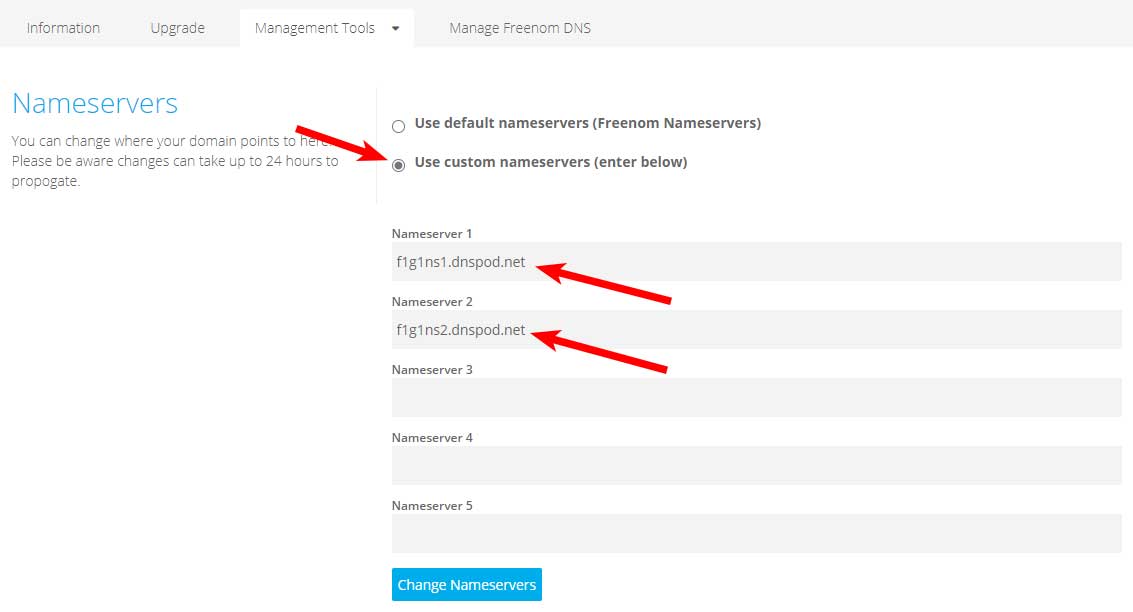 Information Upgrade Management Tools Manage Freenom DNS
Nameservers
You can change where your domain points to here.
Please be aware changes can take up to 24 hours to
propogate.
Use default nameservers (Freenom Nameservers)
Use custom nameservers (enter below)
Nameserver 1
f1g1ns1.dnspod.net
Nameserver 2
f1g1ns2.dnspod.net
Nameserver 3
Nameserver 4
Nameserver 5
Change Nameservers